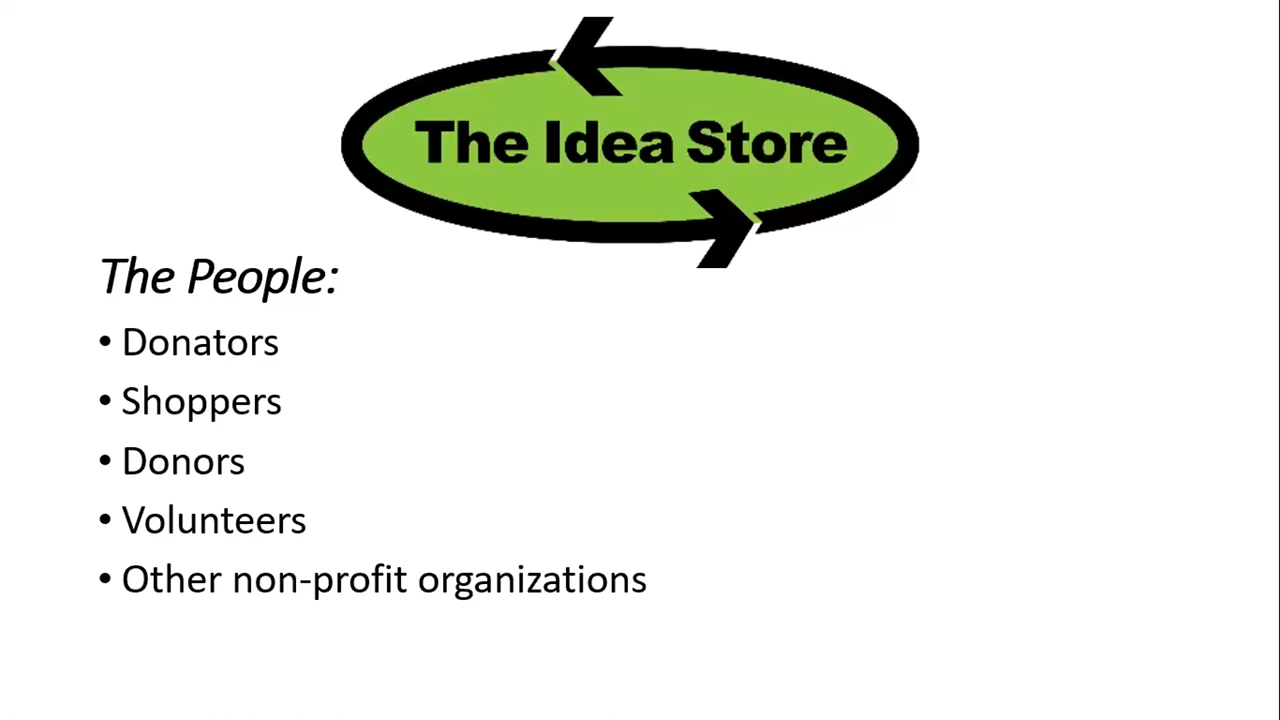 The Idea Store
The People:
• Donators
• Shoppers
• Donors
• Volunteers
• Other non-profit organizations